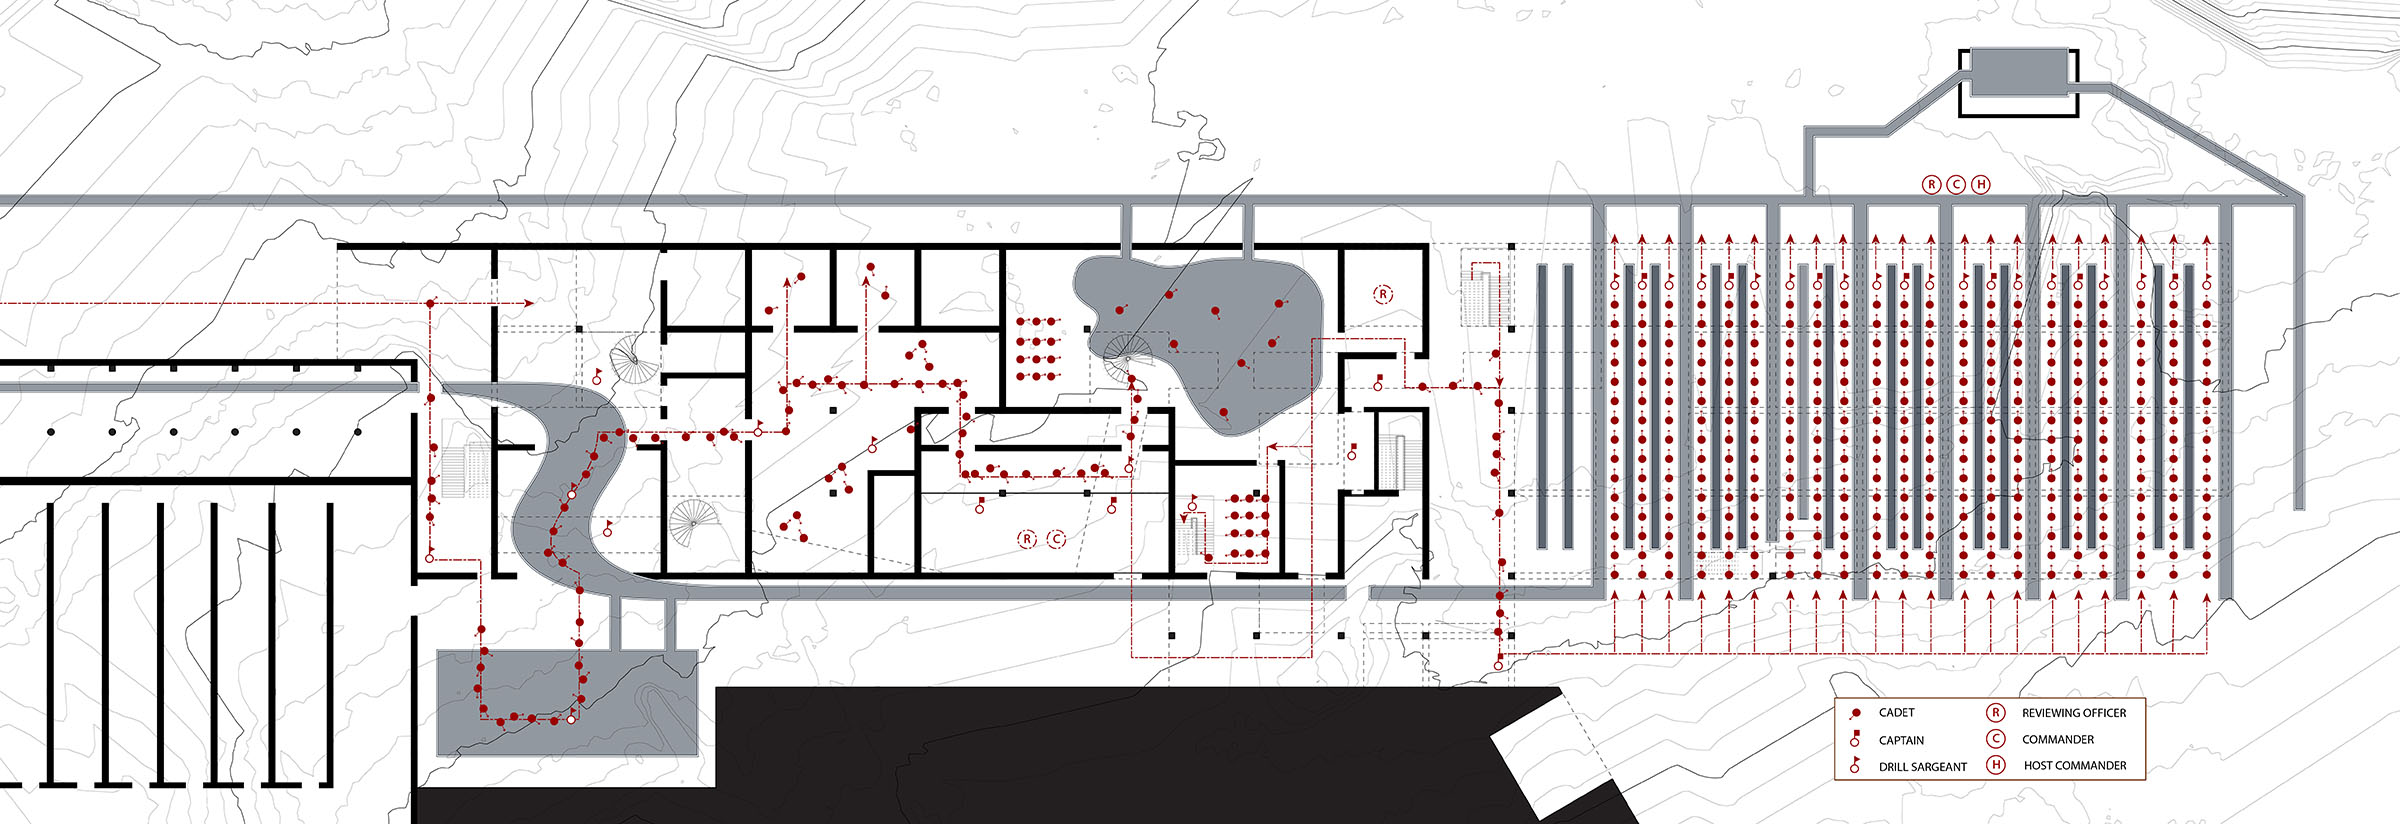 R C H
R
R C
CADET
R REVIEWING OFFICER
CAPTAIN
C COMMANDER
DRILL SARGEANT
H HOST COMMANDER